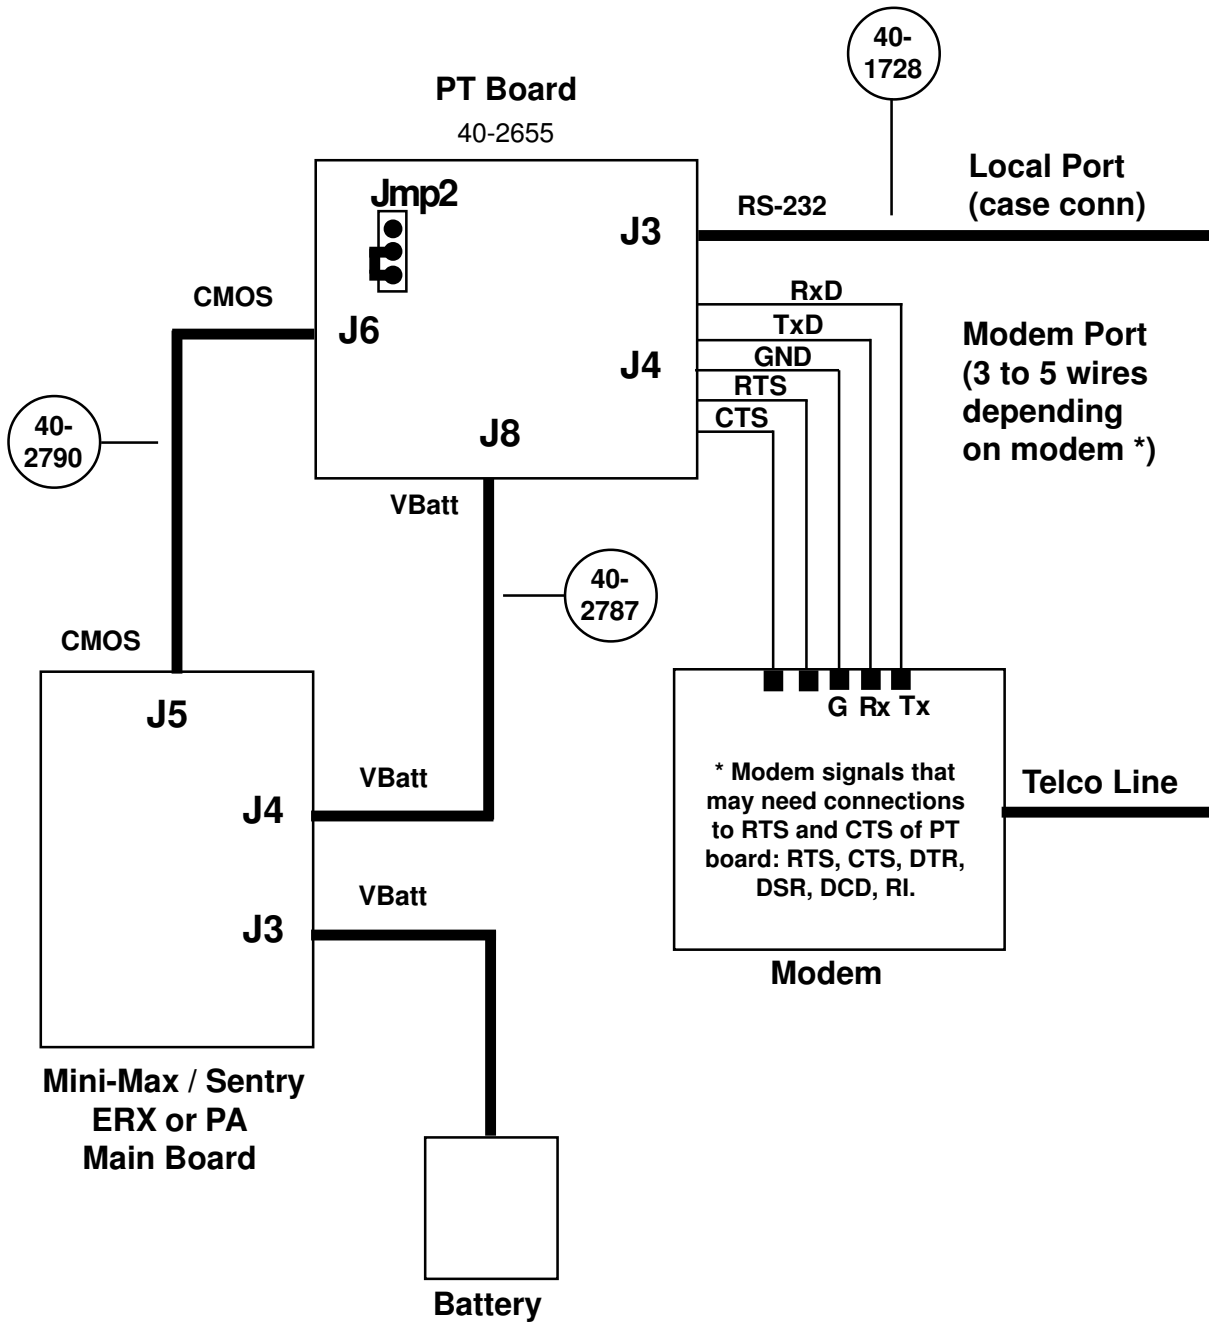 40-
1728
PT Board
40-2655
Jmp2
J3
RS-232
Local Port
(case conn)
CMOS
J6
RxD
TxD
GND
RTS
CTS
J4
Modem Port
(3 to 5 wires
depending
on modem *)
40-
2790
J8
VBatt
40-
2787
CMOS
J5
G Rx Tx
VBatt
J4
* Modem signals that
may need connections
to RTS and CTS of PT
board: RTS, CTS, DTR,
DSR, DCD, RI.
Telco Line
VBatt
J3
Modem
Mini-Max / Sentry
ERX or PA
Main Board
Battery